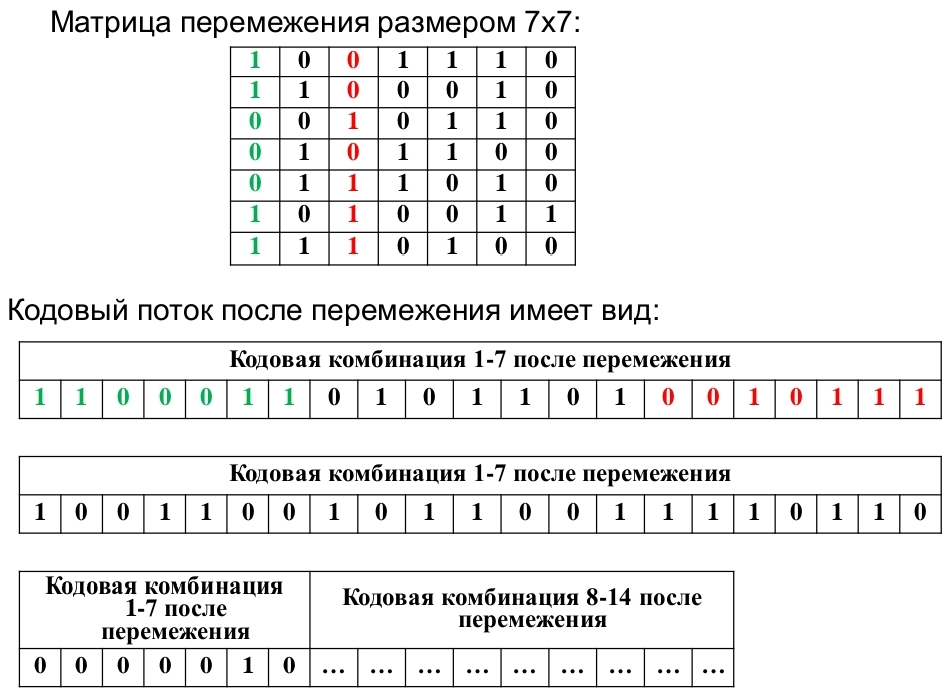 Матрица перемежения размером 7х7:
1 0 0 1 1 1 0
1 1 0 0 0 1 0
0 0 1 0 1 1 0
0 1 0 1 1 0 0
0 1 1 1 0 1 0
1 0 1 0 0 1 1
1 1 1 0 1 0 0
Кодовый поток после перемежения имеет вид:
Кодовая комбинация 1-7 после перемежения
1 1 0 0 0 1 1 0 1 0 1 1 0 1 0 0 1 0 1 1 1
Кодовая комбинация 1-7 после перемежения
1 0 0 1 1 0 0 1 0 1 1 0 0 1 1 1 1 0 1 1 0
Кодовая комбинация
1-7 после
перемежения
Кодовая комбинация 8-14 после
перемежения
0 0 0 0 0 1 0 … … … … … … … … …